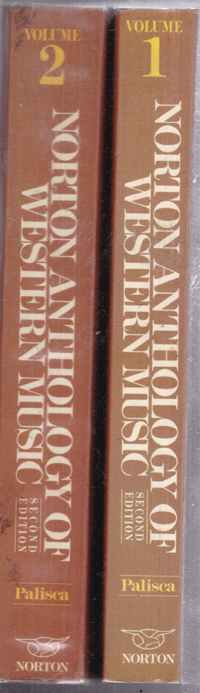 VOLUME
2
NORTON ANTHOLOGY OF
WESTERN MUSIC
SECOND
EDITION
Palisca
NORTON
VOLUME
1
NORTON ANTHOLOGY OF
WESTERN MUSIC
SECOND
EDITION
Palisca
NORTON